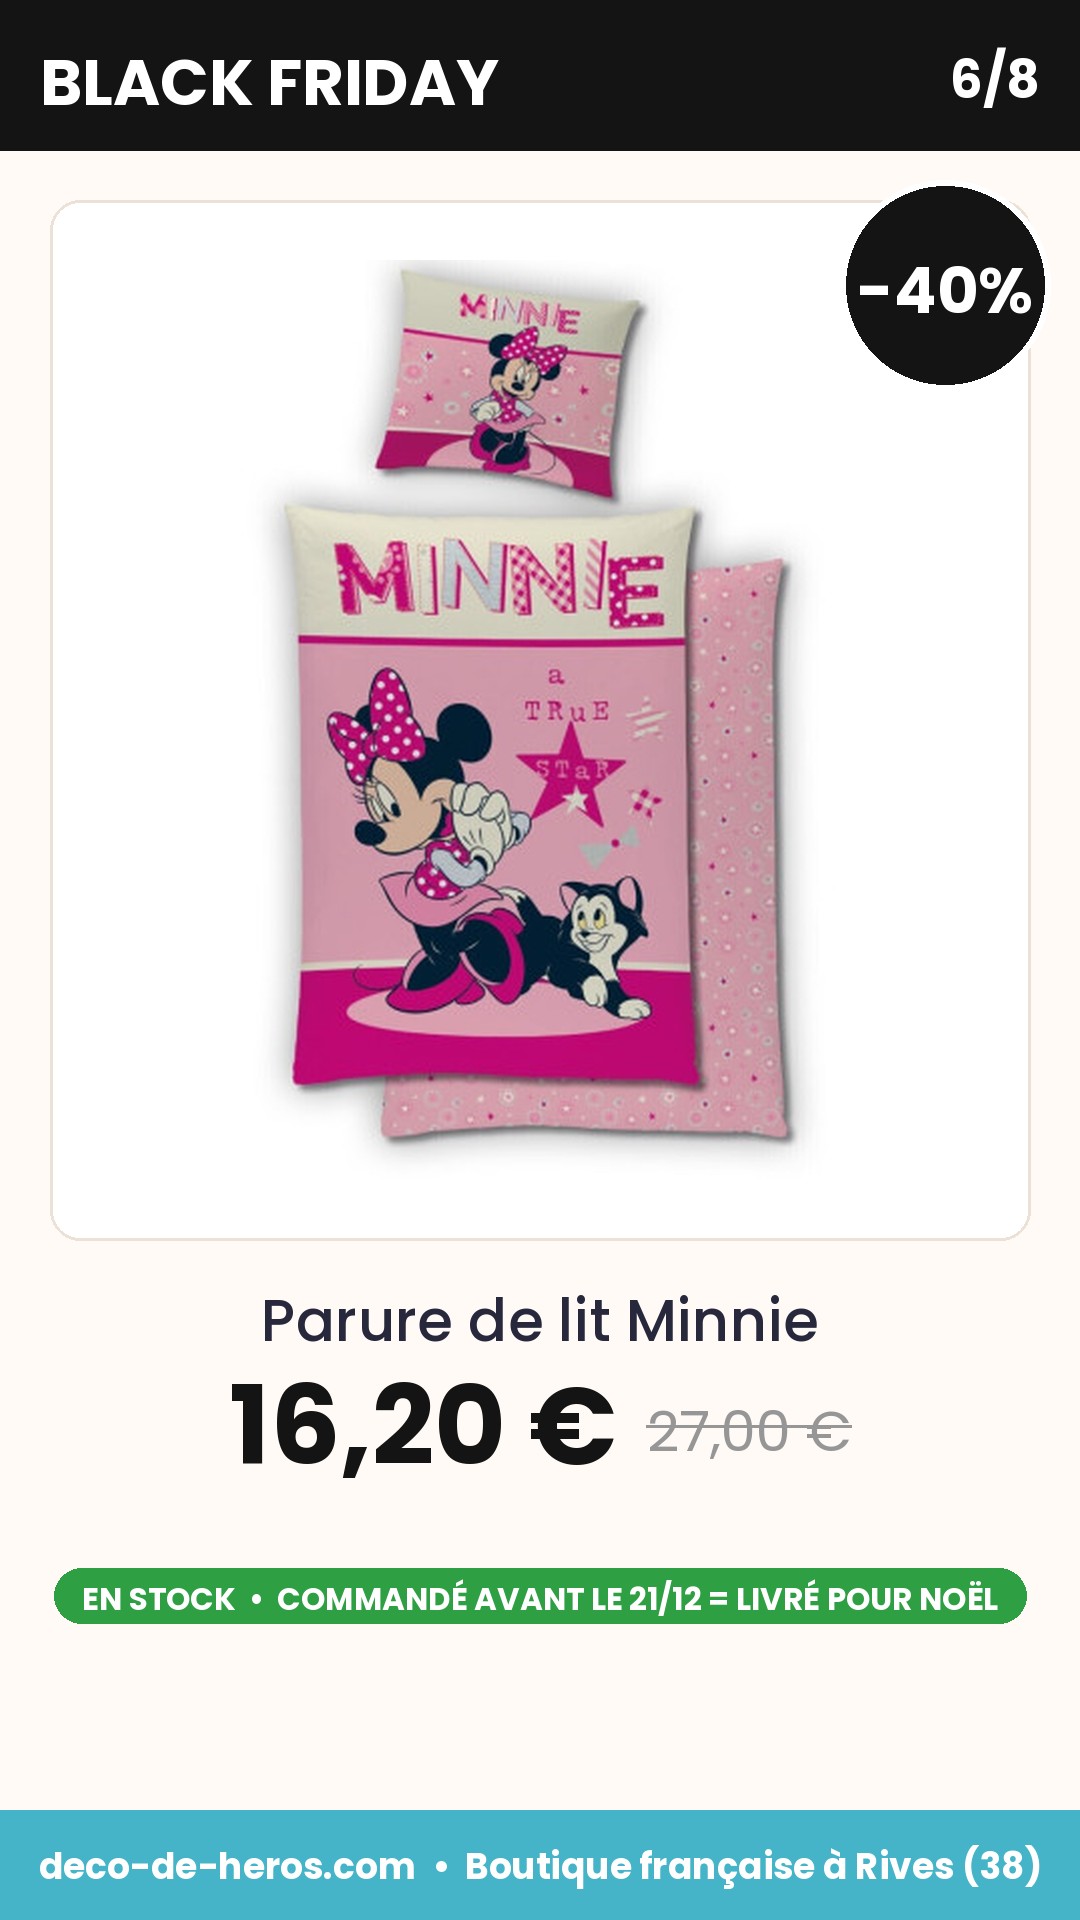 BLACK FRIDAY
6/8
-40%
MINNIE
MINNIE
a
TRuE
STaR
Parure de lit Minnie
16,20 € 27,00 €
EN STOCK • COMMANDÉ AVANT LE 21/12 = LIVRÉ POUR NOËL
deco-de-heros.com • Boutique française à Rives (38)